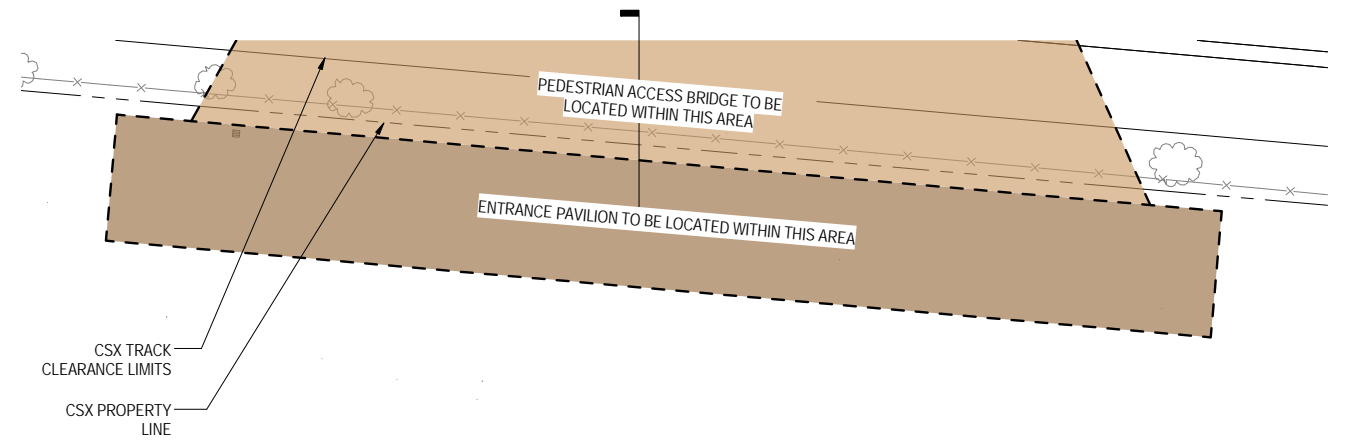 PEDESTRIAN ACCESS BRIDGE TO BE
LOCATED WITHIN THIS AREA
ENTRANCE PAVILION TO BE LOCATED WITHIN THIS AREA
CSX TRACK
CLEARANCE LIMITS
CSX PROPERTY
LINE